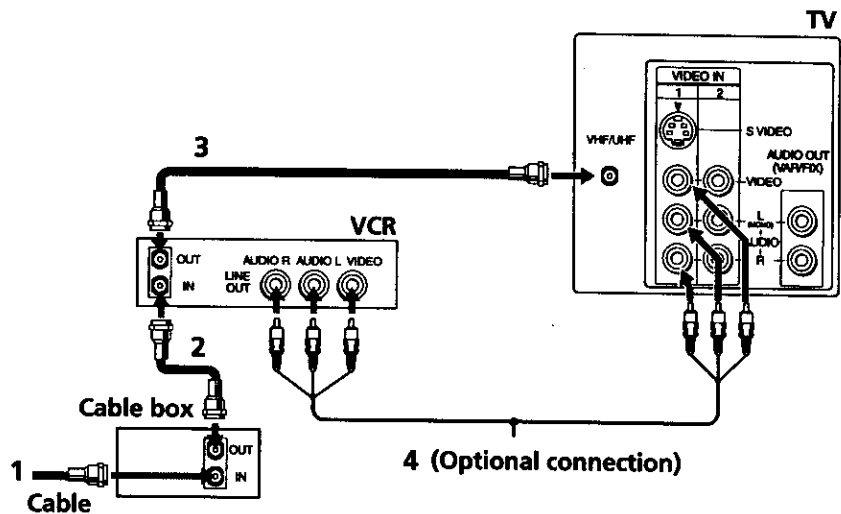 TV
VIDEO IN
1 2
S VIDEO
VHF/UHF
AUDIO OUT
(VAR/FIX)
VIDEO
L
(MONO)
AUDIO
R
3
VCR
OUT
IN
AUDIO R AUDIO L VIDEO
LINE
OUT
2
Cable box
OUT
IN
1
Cable
4 (Optional connection)